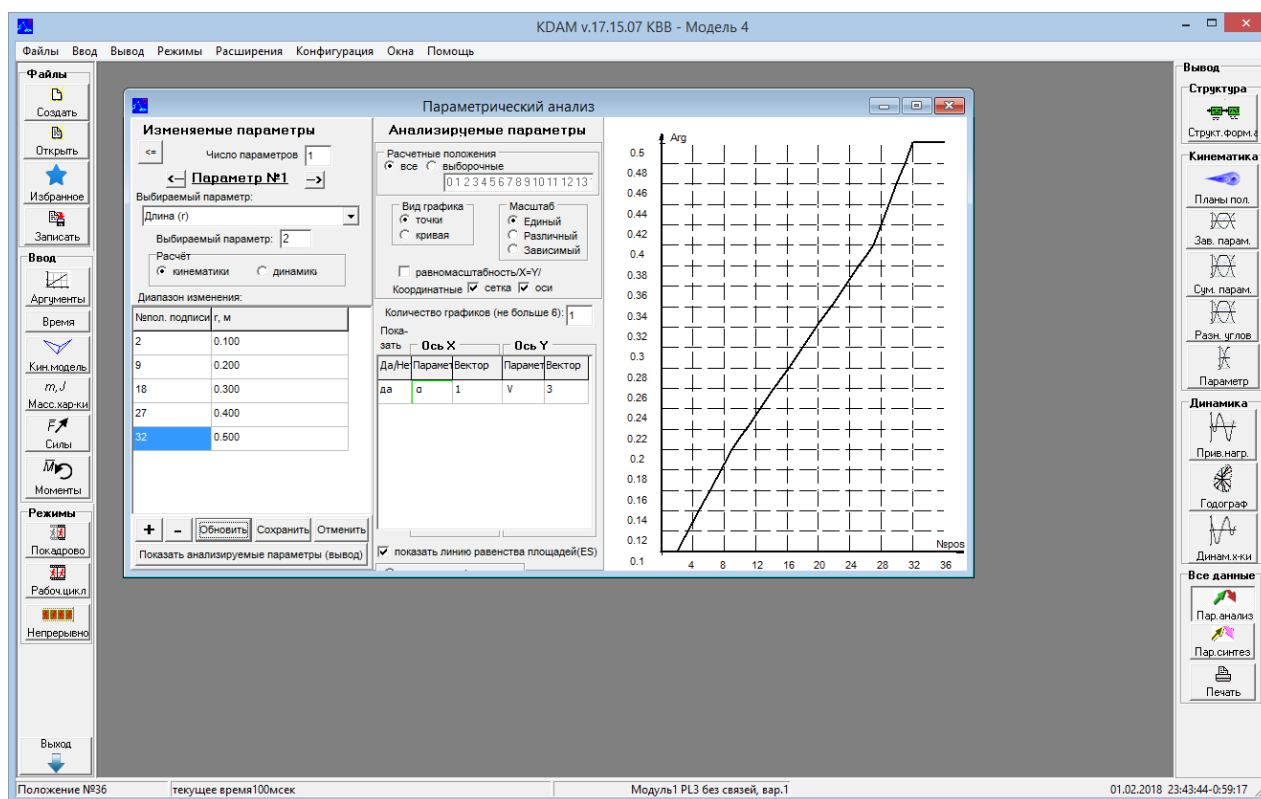 KDAM v.17.15.07 KBB - Модель 4
Файлы Ввод Вывод Режимы Расширения Конфигурация Окна Помощь
Файлы
Создать
Открыть
Избранное
Записать
Ввод
Аргументы
Время
Кин.модель
m, J
Масс.хар-ки
F
Силы
M
Моменты
Режимы
Покадрово
Рабоч.цикл
Непрерывно
Выход
Параметрический анализ
Изменяемые параметры
<=
Число параметров 1
<-- Параметр №1 -->
Выбираемый параметр:
Длина (r)
Выбираемый параметр: 2
Расчёт
кинематики динамики
Диапазон изменения:
№пол. подписи r, м
2 0.100
9 0.200
18 0.300
27 0.400
32 0.500
+ - Обновить Сохранить Отменить
Показать анализируемые параметры (вывод)
Анализируемые параметры
Расчетные положения
все выборочные
0 1 2 3 4 5 6 7 8 9 10 11 12 13
Вид графика
точки
кривая
Масштаб
Единый
Различный
Зависимый
равномасштабность/X=Y/
Координатные сетка оси
Количество графиков (не больше 6): 1
Пока-
зать Ось X Ось Y
Да/Не Парамет Вектор Парамет Вектор
да α 1 V 3
показать линию равенства площадей(ES)
Arg
0.5
0.48
0.46
0.44
0.42
0.4
0.38
0.36
0.34
0.32
0.3
0.28
0.26
0.24
0.22
0.2
0.18
0.16
0.14
0.12
0.1
№pos
4 8 12 16 20 24 28 32 36
Вывод
Структура
Структ.форм.а
Кинематика
Планы пол.
Зав. парам.
Сум. парам.
Разн. углов
Параметр
Динамика
Прив.нагр.
Годограф
Динам.х-ки
Все данные
Пар.анализ
Пар.синтез
Печать
Положение №36 текущее время100мсек Модуль1 PL3 без связей, вар.1 01.02.2018 23:43:44-0:59:17